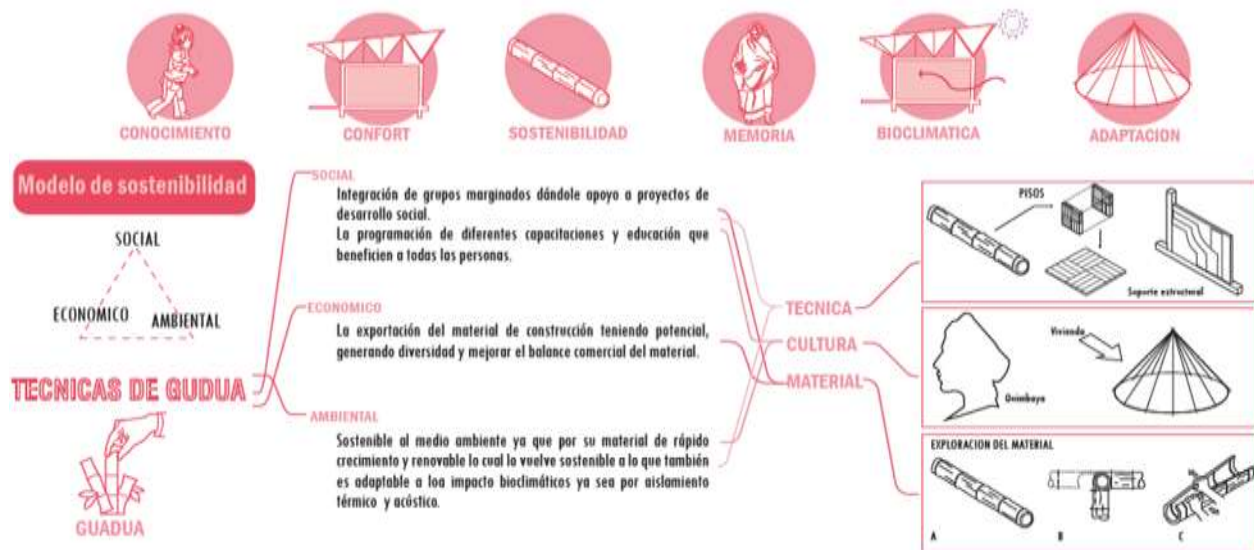 CONOCIMIENTO
CONFORT
SOSTENIBILIDAD
MEMORIA
BIOCLIMATICA
ADAPTACION
Modelo de sostenibilidad
SOCIAL
ECONOMICO
AMBIENTAL
TECNICAS DE GUDUA
GUADUA
SOCIAL
Integración de grupos marginados dándole apoyo a proyectos de
desarrollo social.
La programación de diferentes capacitaciones y educación que
beneficien a todas las personas.
ECONOMICO
La exportación del material de construcción teniendo potencial,
generando diversidad y mejorar el balance comercial del material.
AMBIENTAL
Sostenible al medio ambiente ya que por su material de rápido
crecimiento y renovable lo cual lo vuelve sostenible a lo que también
es adaptable a loa impacto bioclimáticos ya sea por aislamiento
térmico y acústico.
TECNICA
CULTURA
MATERIAL
PISOS
Soporte estructural
Vivienda
Quimbaya
EXPLORACION DEL MATERIAL
A
B
C